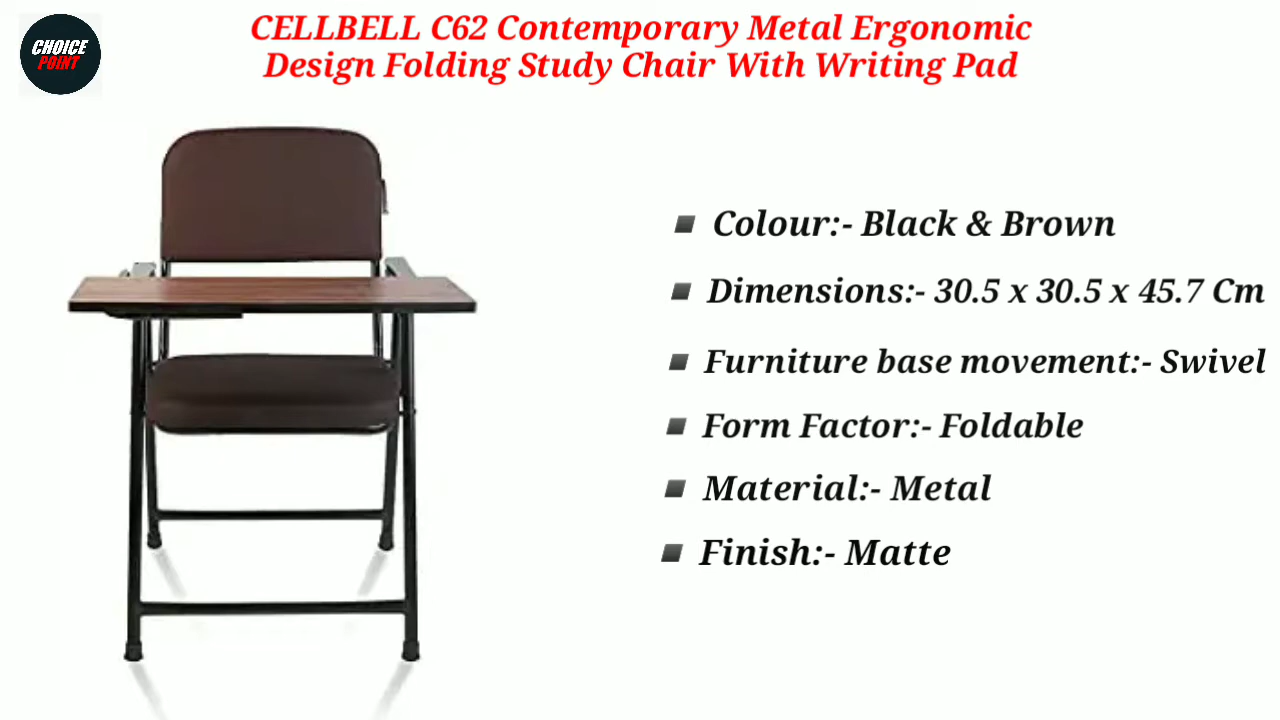 CHOICE
POINT
CELLBELL C62 Contemporary Metal Ergonomic
Design Folding Study Chair With Writing Pad
Colour:- Black & Brown
Dimensions:- 30.5 x 30.5 x 45.7 Cm
Furniture base movement:- Swivel
Form Factor:- Foldable
Material:- Metal
Finish:- Matte